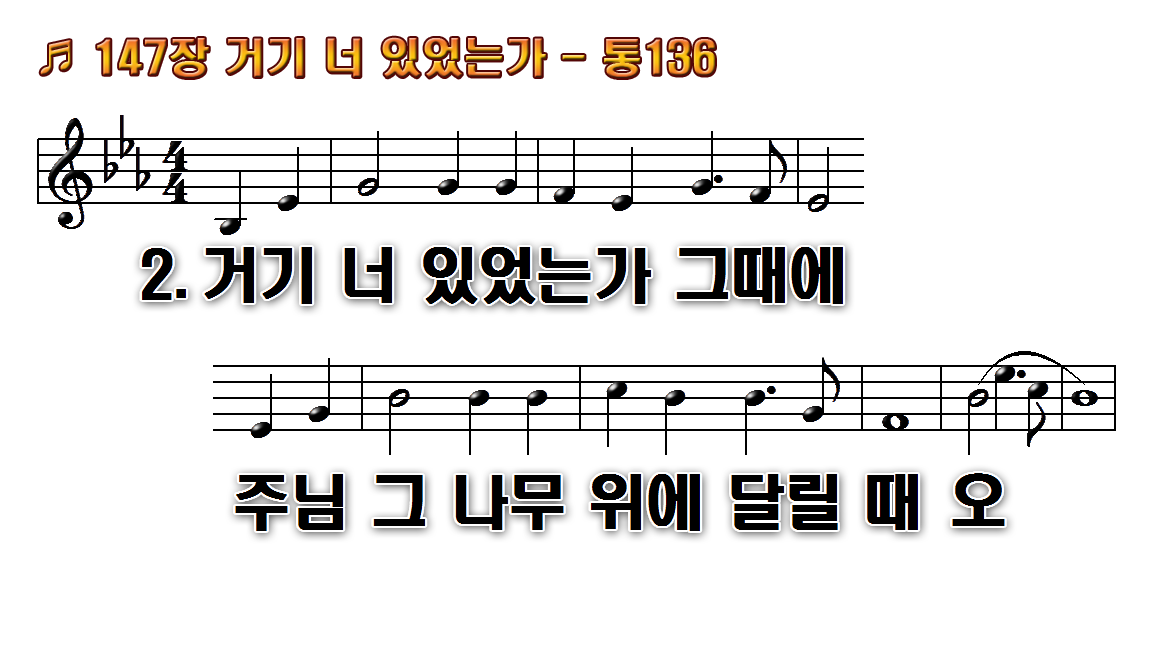 ♬ 147장 거기 너 있었는가 - 통136
2. 거기 너 있었는가 그때에
주님 그 나무 위에 달릴 때 오